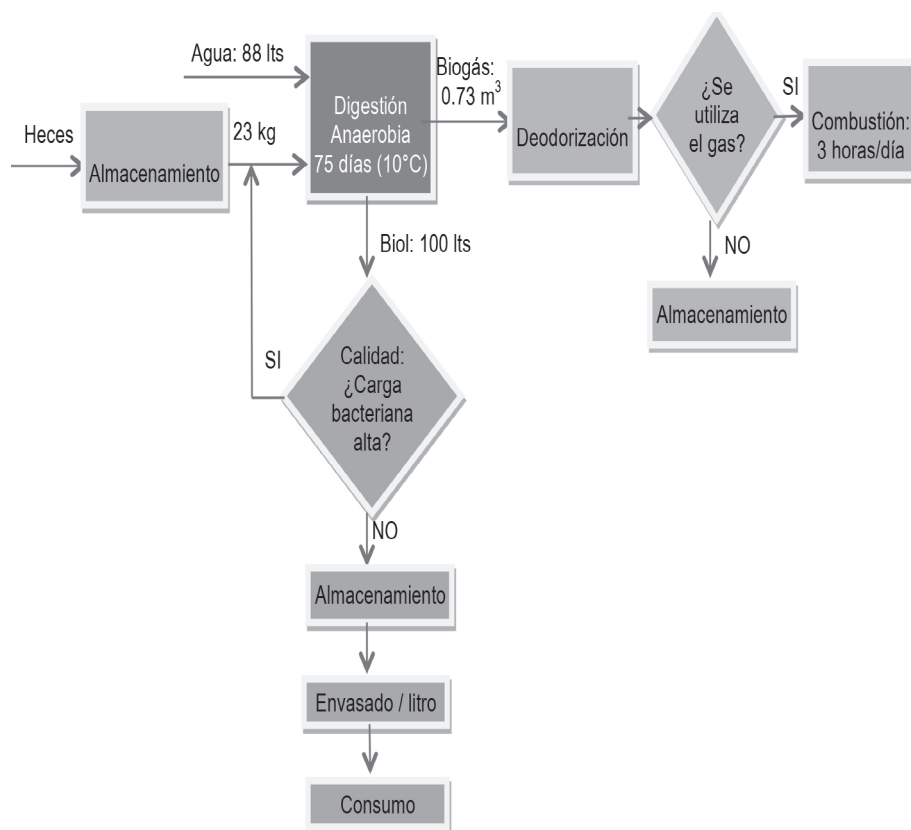 Agua: 88 lts
Heces
Almacenamiento
23 kg
Digestión
Anaerobia
75 días (10°C)
Biogás:
0.73 m³
Deodorización
¿Se
utiliza
el gas?
SI
Combustión:
3 horas/día
NO
Almacenamiento
Biol: 100 lts
SI
Calidad:
¿Carga
bacteriana
alta?
NO
Almacenamiento
Envasado / litro
Consumo